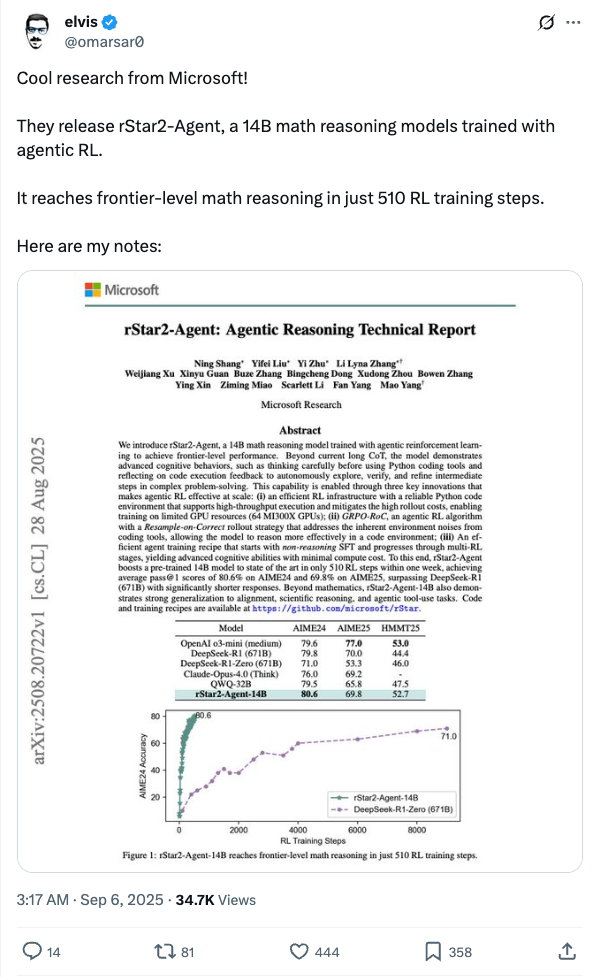 elvis
@omarsar0
Cool research from Microsoft!
They release rStar2-Agent, a 14B math reasoning models trained with
agentic RL.
It reaches frontier-level math reasoning in just 510 RL training steps.
Here are my notes:
Microsoft
rStar2-Agent: Agentic Reasoning Technical Report
Ning Shang* Yifei Liu* Yi Zhu* Li Lyna Zhang*†
Weijiang Xu Xinyu Guan Buze Zhang Bingcheng Dong Xudong Zhou Bowen Zhang
Ying Xin Ziming Miao Scarlett Li Fan Yang Mao Yang†
Microsoft Research
Abstract
We introduce rStar2-Agent, a 14B math reasoning model trained with agentic reinforcement learn-
ing to achieve frontier-level performance. Beyond current long CoT, the model demonstrates
advanced cognitive behaviors, such as thinking carefully before using Python coding tools and
reflecting on code execution feedback to autonomously explore, verify, and refine intermediate
steps in complex problem-solving. This capability is enabled through three key innovations that
makes agentic RL effective at scale: (i) an efficient RL infrastructure with a reliable Python code
environment that supports high-throughput execution and mitigates the high rollout costs, enabling
training on limited GPU resources (64 MI300X GPUs); (ii) GRPO-RoC, an agentic RL algorithm
with a Resample-on-Correct rollout strategy that addresses the inherent environment noises from
coding tools, allowing the model to reason more effectively in a code environment; (iii) An ef-
ficient agent training recipe that starts with non-reasoning SFT and progresses through multi-RL
stages, yielding advanced cognitive abilities with minimal compute cost. To this end, rStar2-Agent
boosts a pre-trained 14B model to state of the art in only 510 RL steps within one week, achieving
average pass@1 scores of 80.6% on AIME24 and 69.8% on AIME25, surpassing DeepSeek-R1
(671B) with significantly shorter responses. Beyond mathematics, rStar2-Agent-14B also demon-
strates strong generalization to alignment, scientific reasoning, and agentic tool-use tasks. Code
and training recipes are available at https://github.com/microsoft/rStar.
arXiv:2508.20722v1 [cs.CL] 28 Aug 2025
Model AIME24 AIME25 HMMT25
OpenAI o3-mini (medium) 79.6 77.0 53.0
DeepSeek-R1 (671B) 79.8 70.0 44.4
DeepSeek-R1-Zero (671B) 71.0 53.3 46.0
Claude-Opus-4.0 (Think) 76.0 69.2 -
QWQ-32B 79.5 65.8 47.5
rStar2-Agent-14B 80.6 69.8 52.7
AIME24 Accuracy
80
60
40
20
80.6
71.0
rStar2-Agent-14B
DeepSeek-R1-Zero (671B)
0 2000 4000 6000 8000
RL Training Steps
Figure 1: rStar2-Agent-14B reaches frontier-level math reasoning in just 510 RL training steps.
3:17 AM · Sep 6, 2025 · 34.7K Views
14 81 444 358